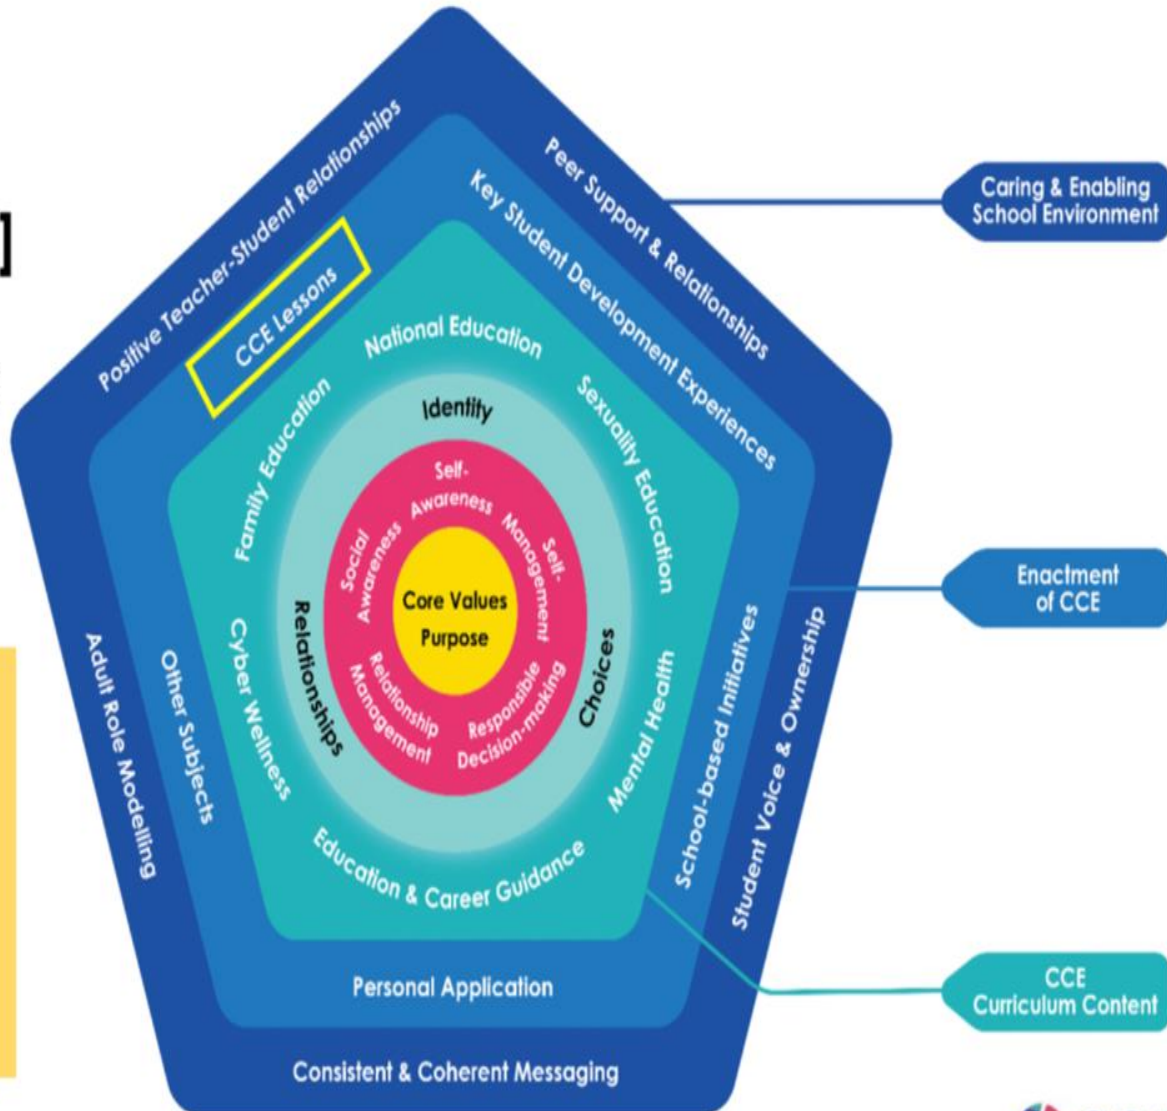 ]
Positive Teacher-Student Relationships
Peer Support & Relationships
CCE Lessons
Key Student Development Experiences
National Education
Family Education
Sexuality Education
Identity
Self-
Awareness
Social
Awareness
Self-
Management
Core Values
Purpose
Relationships
Choices
Relationship
Management
Responsible
Decision-making
Cyber Wellness
Mental Health
Education & Career Guidance
Other Subjects
School-based Initiatives
Adult Role Modelling
Student Voice & Ownership
Personal Application
Consistent & Coherent Messaging
Caring & Enabling
School Environment
Enactment
of CCE
CCE
Curriculum Content